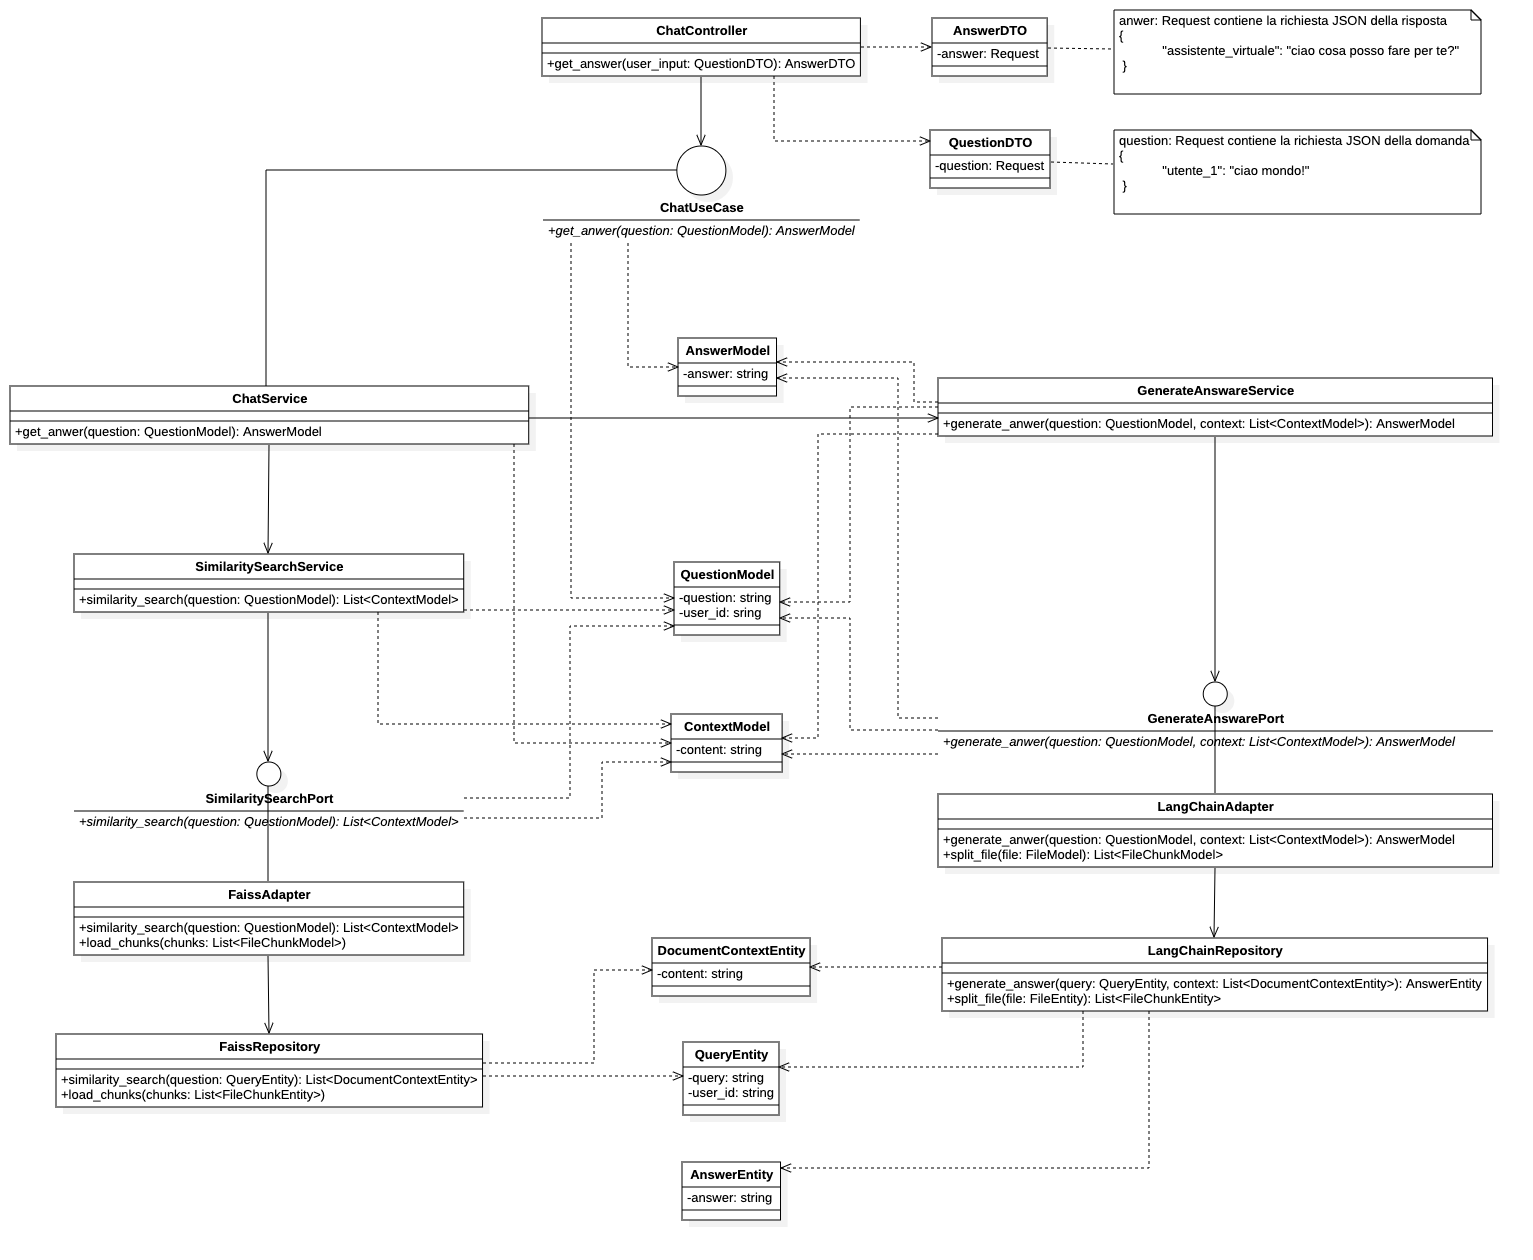 ChatController
+get_answer(user_input: QuestionDTO): AnswerDTO
AnswerDTO
-answer: Request
anwer: Request contiene la richiesta JSON della risposta
{
"assistente_virtuale": "ciao cosa posso fare per te?"
}
QuestionDTO
-question: Request
question: Request contiene la richiesta JSON della domanda
{
"utente_1": "ciao mondo!"
}
ChatUseCase
+get_anwer(question: QuestionModel): AnswerModel
AnswerModel
-answer: string
ChatService
+get_anwer(question: QuestionModel): AnswerModel
GenerateAnswareService
+generate_anwer(question: QuestionModel, context: List<ContextModel>): AnswerModel
SimilaritySearchService
+similarity_search(question: QuestionModel): List<ContextModel>
QuestionModel
-question: string
-user_id: sring
ContextModel
-content: string
GenerateAnswarePort
+generate_anwer(question: QuestionModel, context: List<ContextModel>): AnswerModel
SimilaritySearchPort
+similarity_search(question: QuestionModel): List<ContextModel>
LangChainAdapter
+generate_anwer(question: QuestionModel, context: List<ContextModel>): AnswerModel
+split_file(file: FileModel): List<FileChunkModel>
FaissAdapter
+similarity_search(question: QuestionModel): List<ContextModel>
+load_chunks(chunks: List<FileChunkModel>)
DocumentContextEntity
-content: string
LangChainRepository
+generate_answer(query: QueryEntity, context: List<DocumentContextEntity>): AnswerEntity
+split_file(file: FileEntity): List<FileChunkEntity>
FaissRepository
+similarity_search(question: QueryEntity): List<DocumentContextEntity>
+load_chunks(chunks: List<FileChunkEntity>)
QueryEntity
-query: string
-user_id: string
AnswerEntity
-answer: string